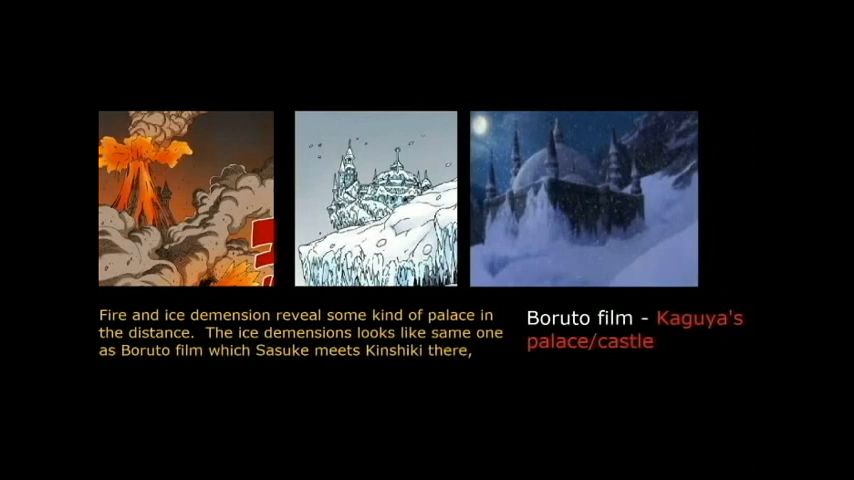 Fire and ice demension reveal some kind of palace in
the distance.  The ice demensions looks like same one
as Boruto film which Sasuke meets Kinshiki there,
Boruto film - Kaguya's
palace/castle